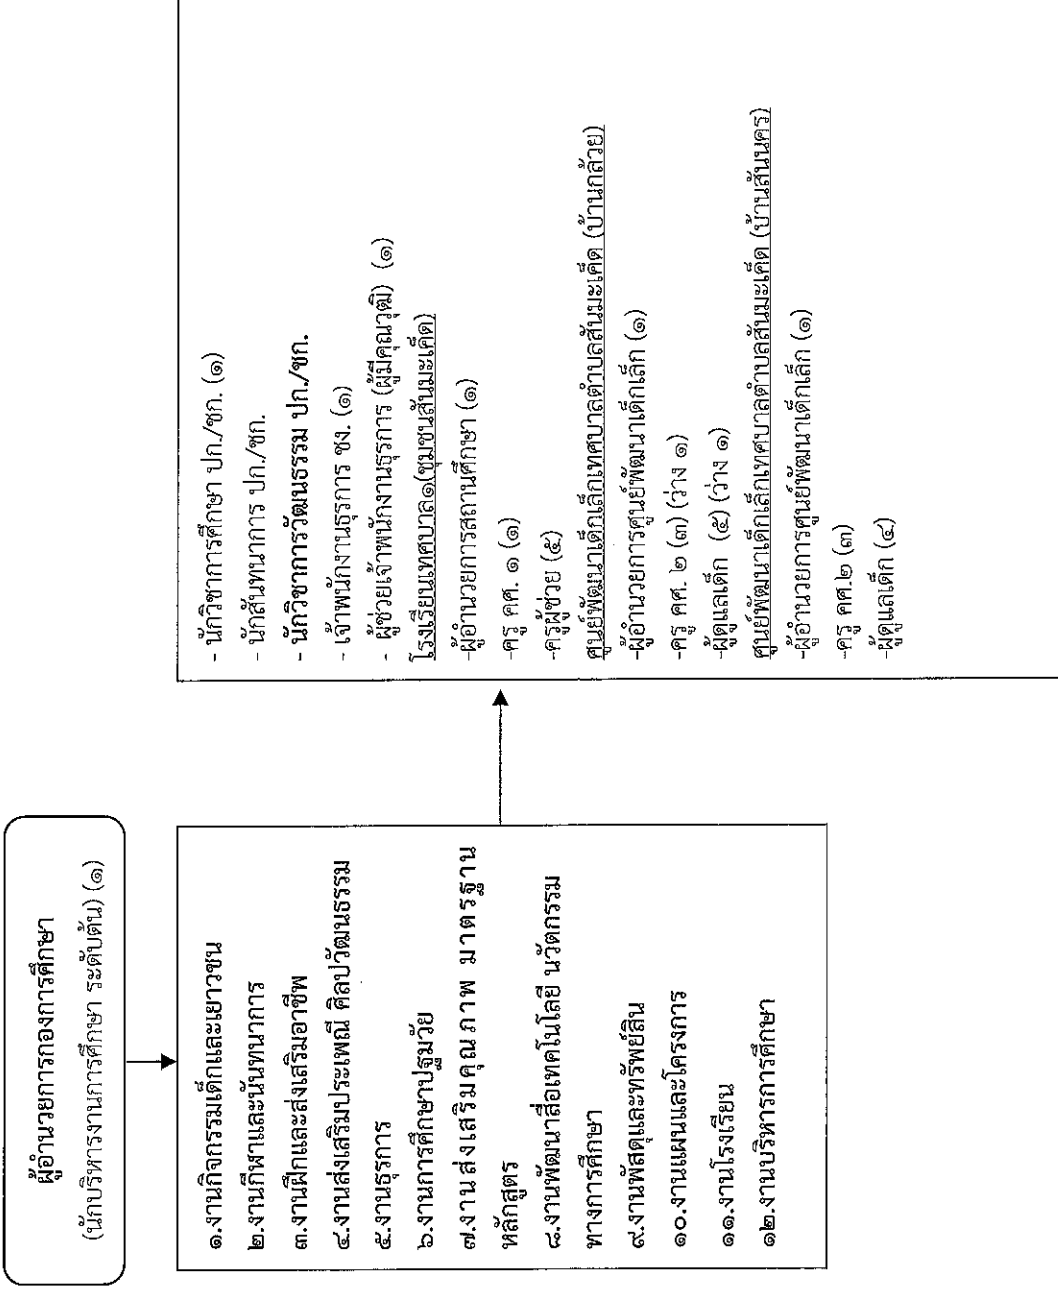 ผู้อำนวยการกองการศึกษา
(นักบริหารงานการศึกษา ระดับต้น) (๑)
๑.งานกิจกรรมเด็กและเยาวชน
๒.งานกีฬาและนันทนาการ
๓.งานฝึกและส่งเสริมอาชีพ
๔.งานส่งเสริมประเพณี ศิลปวัฒนธรรม
๕.งานธุรการ
๖.งานการศึกษาปฐมวัย
๗.งานส่งเสริมคุณภาพ มาตรฐาน
หลักสูตร
๘.งานพัฒนาสื่อเทคโนโลยี นวัตกรรม
ทางการศึกษา
๙.งานพัสดุและทรัพย์สิน
๑๐.งานแผนและโครงการ
๑๑.งานโรงเรียน
๑๒.งานบริหารการศึกษา
- นักวิชาการศึกษา ปก./ชก. (๑)
- นักสันทนาการ ปก./ชก.
- นักวิชาการวัฒนธรรม ปก./ชก.
- เจ้าพนักงานธุรการ ชง. (๑)
- ผู้ช่วยเจ้าพนักงานธุรการ (ผู้มีคุณวุฒิ) (๑)
โรงเรียนเทศบาล๑(ชุมชนสันมะเค็ด)
-ผู้อำนวยการสถานศึกษา (๑)
-ครู คศ. ๑ (๑)
-ครูผู้ช่วย (๕)
ศูนย์พัฒนาเด็กเล็กเทศบาลตำบลสันมะเค็ด (บ้านกล้วย)
-ผู้อำนวยการศูนย์พัฒนาเด็กเล็ก (๑)
-ครู คศ. ๒ (๓) (ว่าง ๑)
-ผู้ดูแลเด็ก (๕) (ว่าง ๑)
ศูนย์พัฒนาเด็กเล็กเทศบาลตำบลสันมะเค็ด (บ้านสันนคร)
-ผู้อำนวยการศูนย์พัฒนาเด็กเล็ก (๑)
-ครู คศ.๒ (๓)
-ผู้ดูแลเด็ก (๔)